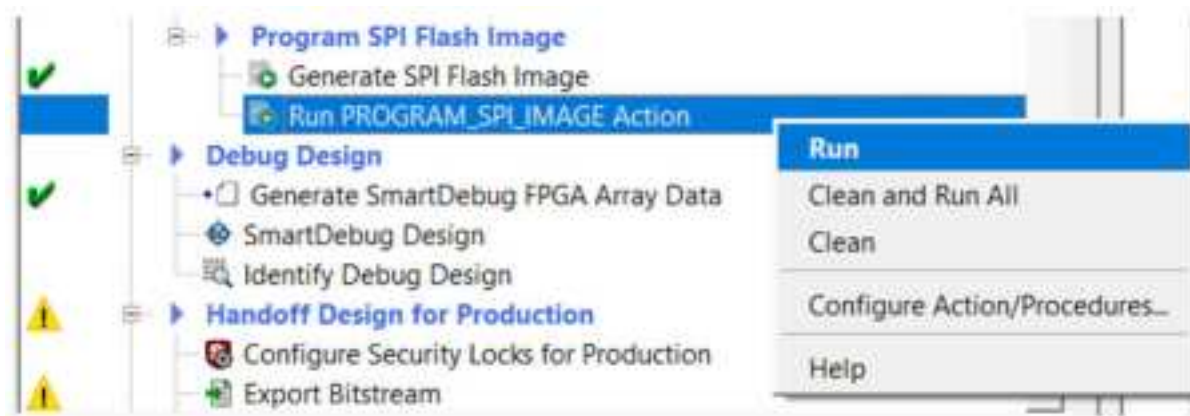 Program SPI Flash Image
Generate SPI Flash Image
Run PROGRAM_SPI_IMAGE Action
Debug Design
Generate SmartDebug FPGA Array Data
SmartDebug Design
Identify Debug Design
Handoff Design for Production
Configure Security Locks for Production
Export Bitstream
Run
Clean and Run All
Clean
Configure Action/Procedures...
Help